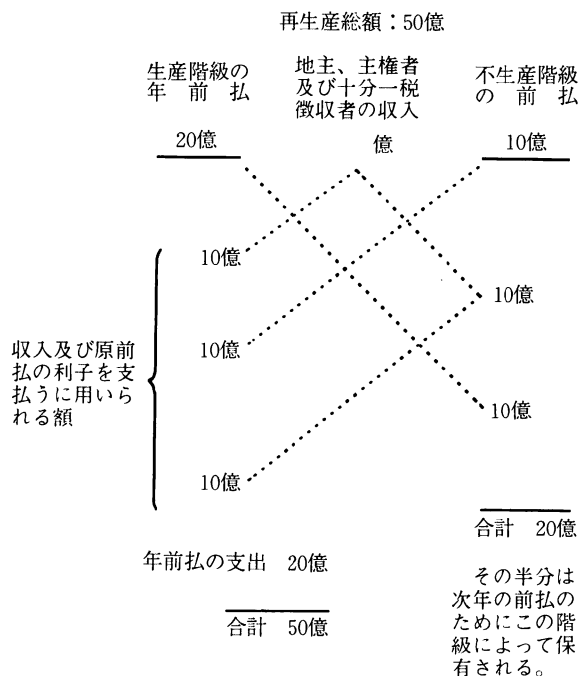 再生産総額：50億
生産階級の
年前払
20億
地主、主権者
及び十分一税
徴収者の収入
億
不生産階級
の前払
10億
10億
10億
10億
収入及び原前
払の利子を支
払うに用いら
れる額
10億
10億
年前払の支出 20億
合計 50億
合計 20億
その半分は
次年の前払の
ためにこの階
級によって保
有される。